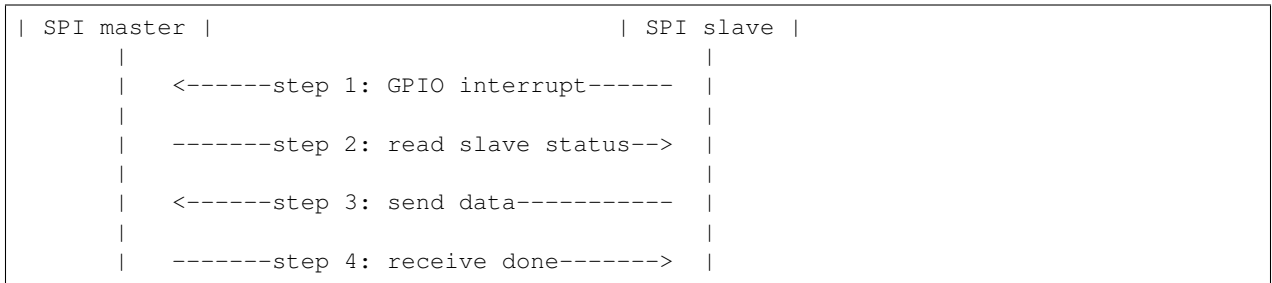 | SPI master |                                         | SPI slave |
          |                                                          |
          |    <------step 1: GPIO interrupt------   |
          |                                                          |
          |    -------step 2: read slave status-->   |
          |                                                          |
          |    <------step 3: send data-----------   |
          |                                                          |
          |    -------step 4: receive done------->   |